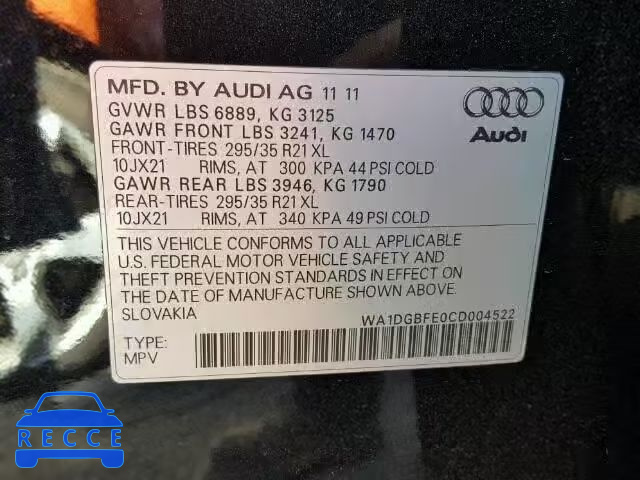 MFD. BY AUDI AG 11 11
GVWR LBS 6889, KG 3125
GAWR FRONT LBS 3241, KG 1470
FRONT-TIRES 295/35 R21 XL
10JX21 RIMS, AT 300 KPA 44 PSI COLD
GAWR REAR LBS 3946, KG 1790
REAR-TIRES 295/35 R21 XL
10JX21 RIMS, AT 340 KPA 49 PSI COLD
Audi
THIS VEHICLE CONFORMS TO ALL APPLICABLE
U.S. FEDERAL MOTOR VEHICLE SAFETY AND
THEFT PREVENTION STANDARDS IN EFFECT ON
THE DATE OF MANUFACTURE SHOWN ABOVE.
SLOVAKIA WA1DGBFE0CD004522
TYPE:
MPV
RECCE